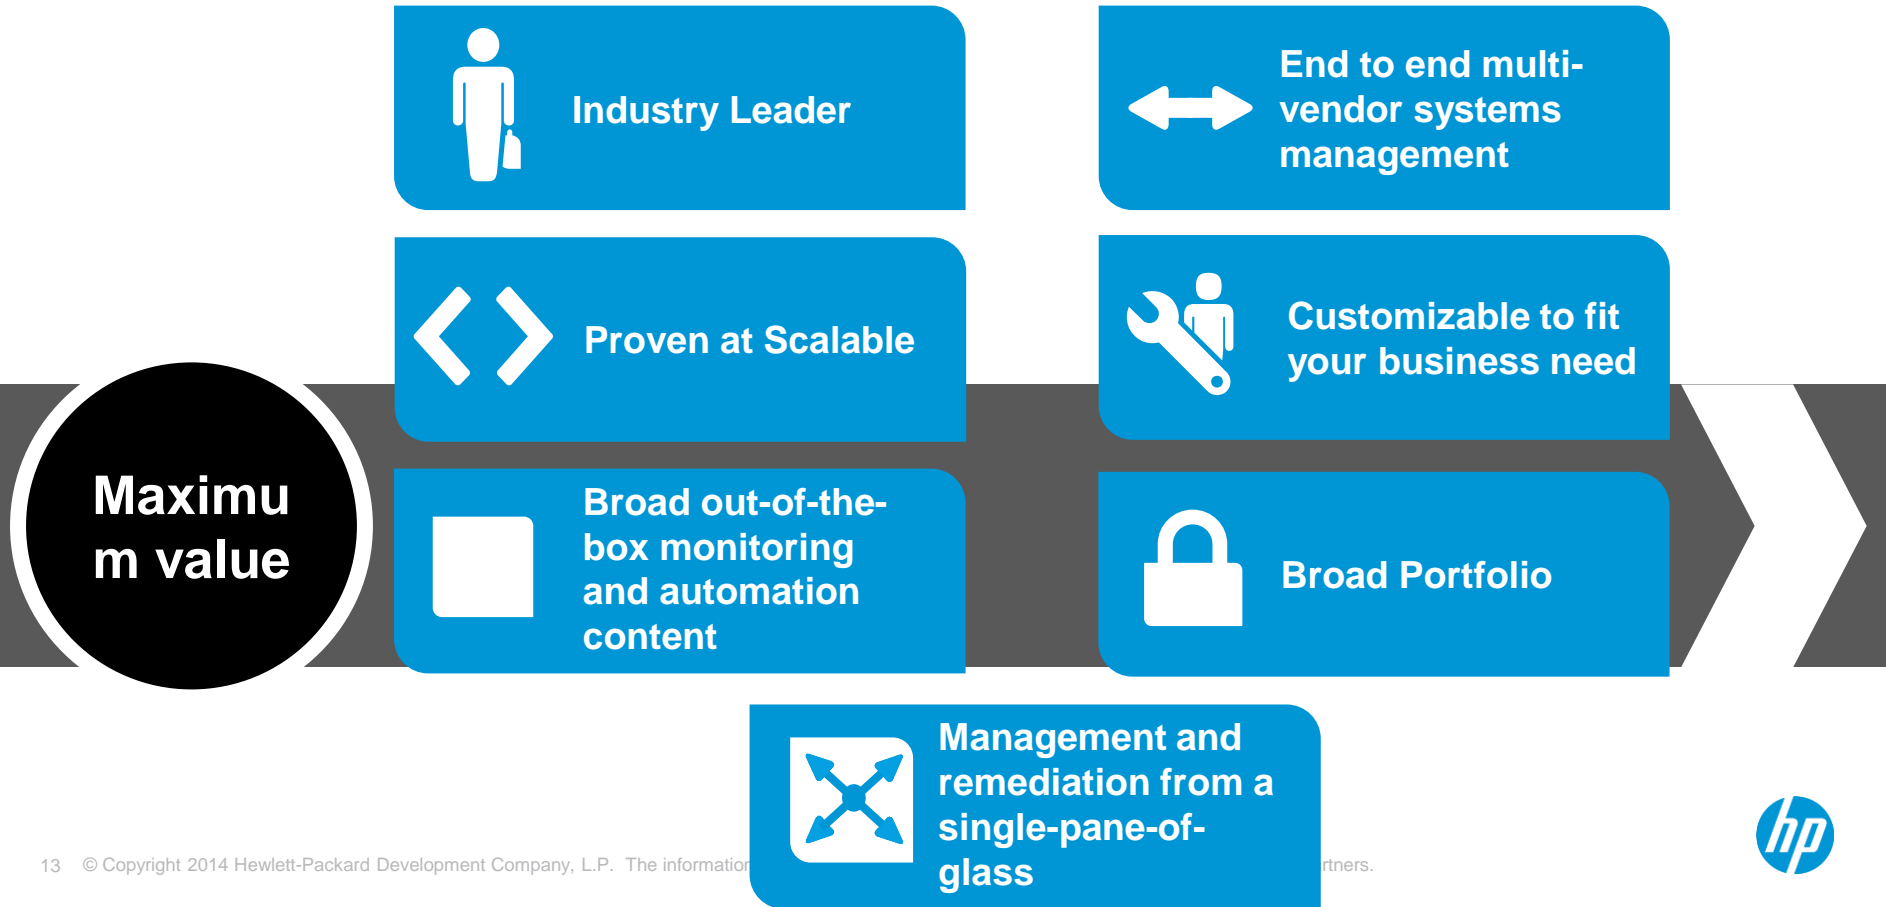 Industry Leader
End to end multi-
vendor systems
management
Proven at Scalable
Customizable to fit
your business need
Maximu
m value
Broad out-of-the-
box monitoring
and automation
content
Broad Portfolio
Management and
remediation from a
single-pane-of-
glass
13 © Copyright 2014 Hewlett-Packard Development Company, L.P. The information rtners.
hp